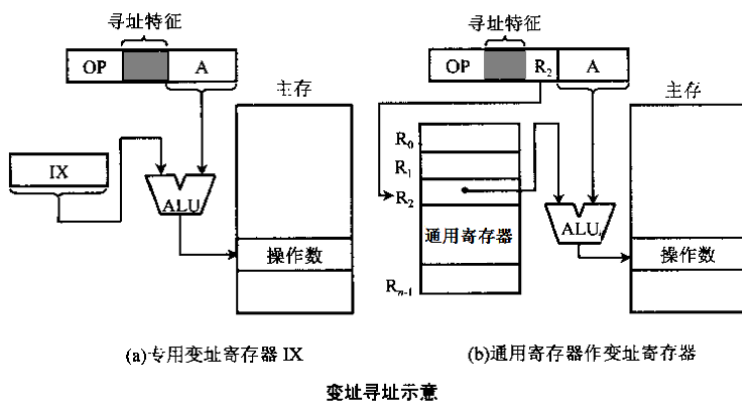 寻址特征
OP A
主存
IX
ALU
操作数
(a)专用变址寄存器 IX
寻址特征
OP R₂ A
主存
R₀
R₁
R₂
通用寄存器
Rₙ₋₁
ALU
操作数
(b)通用寄存器作变址寄存器
变址寻址示意